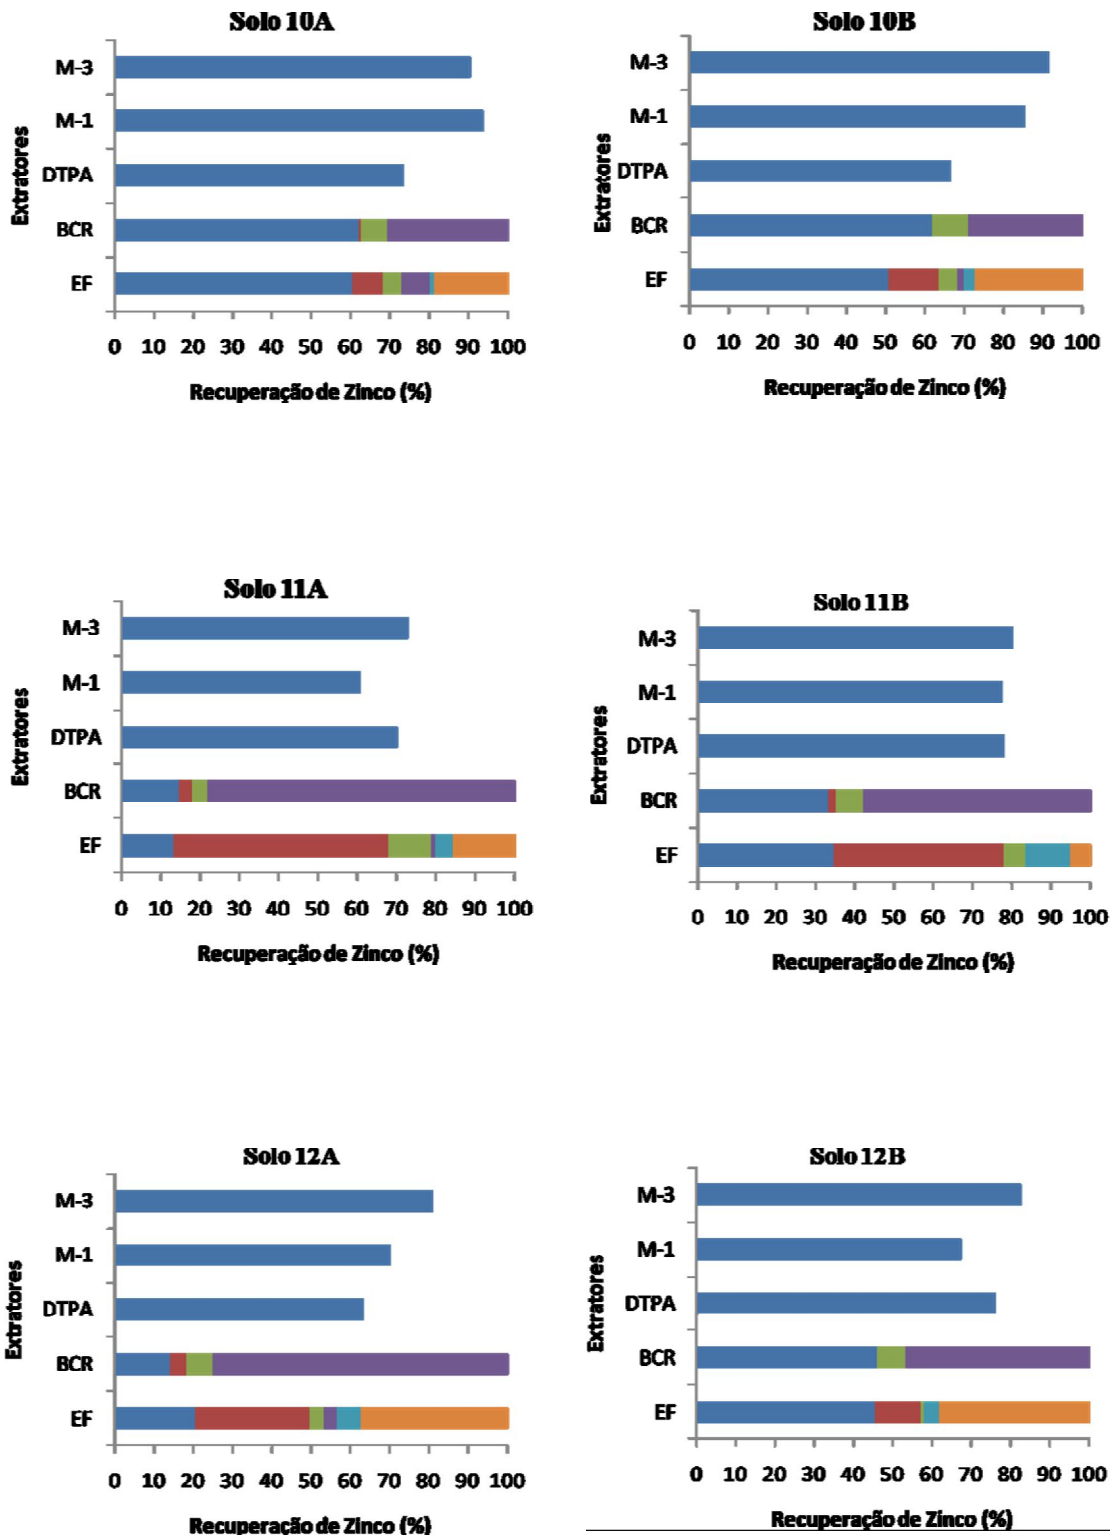 Solo 10A
Extratores
M-3
M-1
DTPA
BCR
EF
0 10 20 30 40 50 60 70 80 90 100
Recuperação de Zinco (%)
Solo 10B
Extratores
M-3
M-1
DTPA
BCR
EF
0 10 20 30 40 50 60 70 80 90 100
Recuperação de Zinco (%)
Solo 11A
Extratores
M-3
M-1
DTPA
BCR
EF
0 10 20 30 40 50 60 70 80 90 100
Recuperação de Zinco (%)
Solo 11B
Extratores
M-3
M-1
DTPA
BCR
EF
0 10 20 30 40 50 60 70 80 90 100
Recuperação de Zinco (%)
Solo 12A
Extratores
M-3
M-1
DTPA
BCR
EF
0 10 20 30 40 50 60 70 80 90 100
Recuperação de Zinco (%)
Solo 12B
Extratores
M-3
M-1
DTPA
BCR
EF
0 10 20 30 40 50 60 70 80 90 100
Recuperação de Zinco (%)